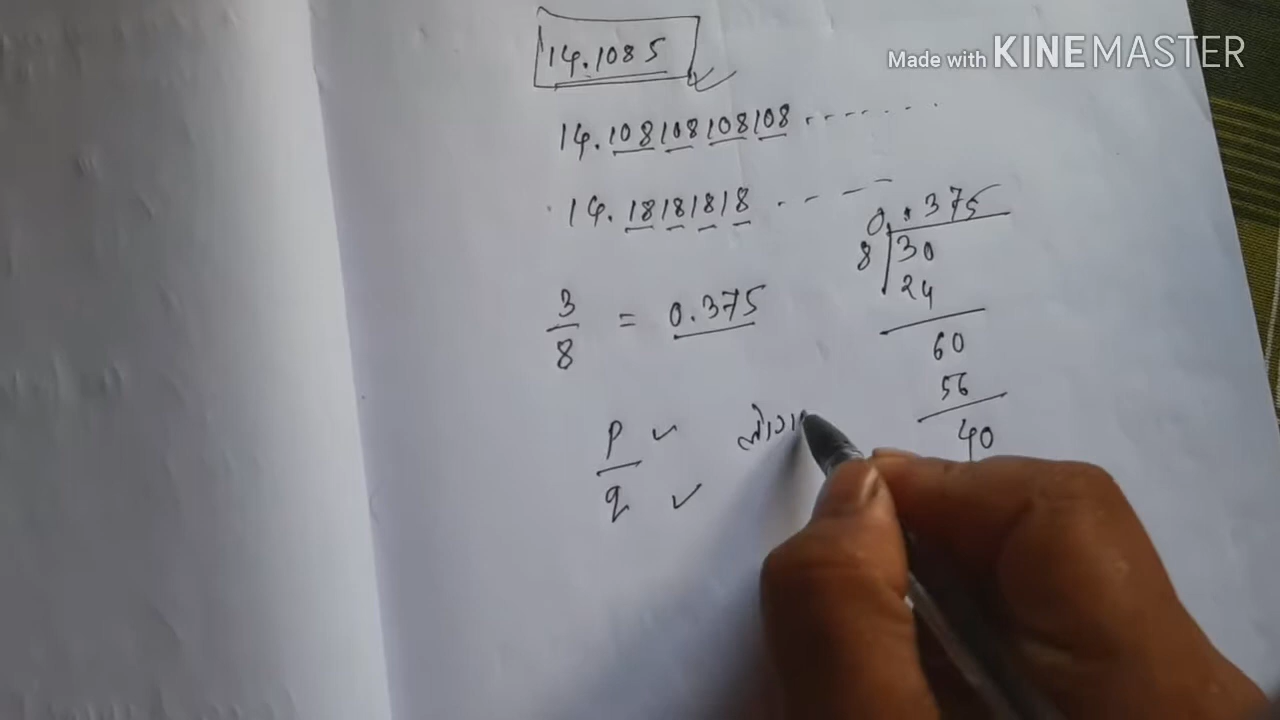 Made with KINEMASTER
14.1085
14.108108108108 . . . . . . . .
14.18181818 . - - -
3/8 = 0.375
0.375
8 30
24
60
56
40
p ✓
q ✓